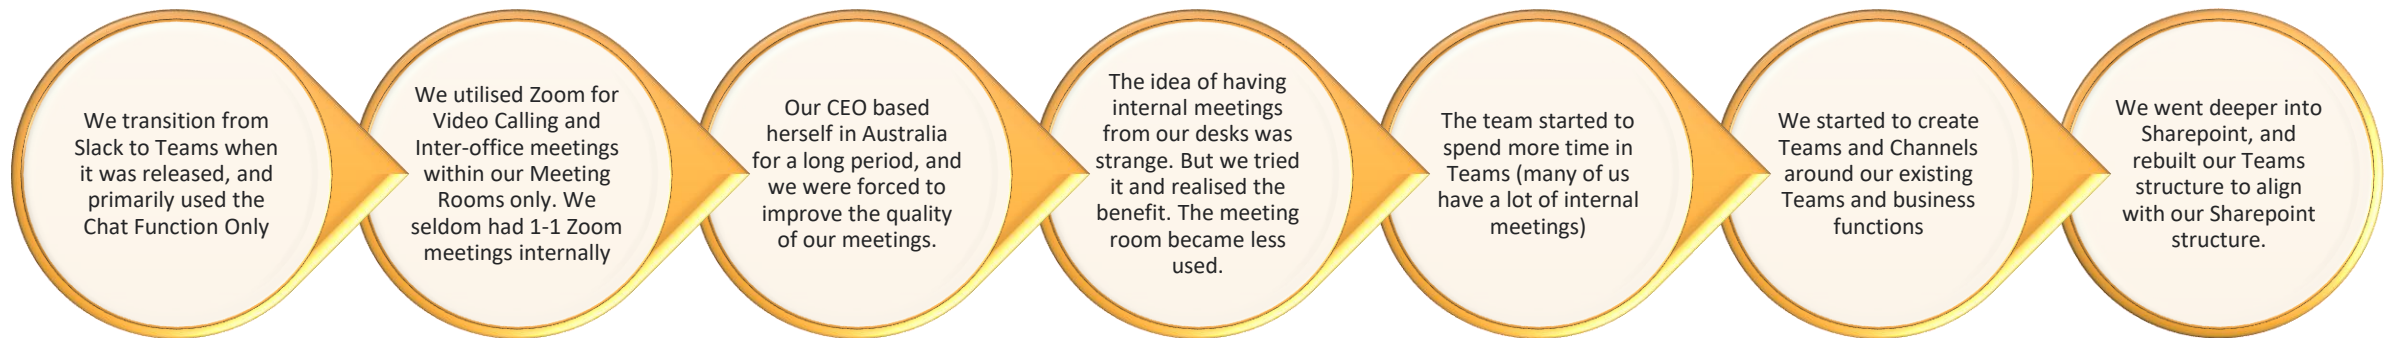 We transition from
Slack to Teams when
it was released, and
primarily used the
Chat Function Only
We utilised Zoom for
Video Calling and
Inter-office meetings
within our Meeting
Rooms only. We
seldom had 1-1 Zoom
meetings internally
Our CEO based
herself in Australia
for a long period, and
we were forced to
improve the quality
of our meetings.
The idea of having
internal meetings
from our desks was
strange. But we tried
it and realised the
benefit. The meeting
room became less
used.
The team started to
spend more time in
Teams (many of us
have a lot of internal
meetings)
We started to create
Teams and Channels
around our existing
Teams and business
functions
We went deeper into
Sharepoint, and
rebuilt our Teams
structure to align
with our Sharepoint
structure.